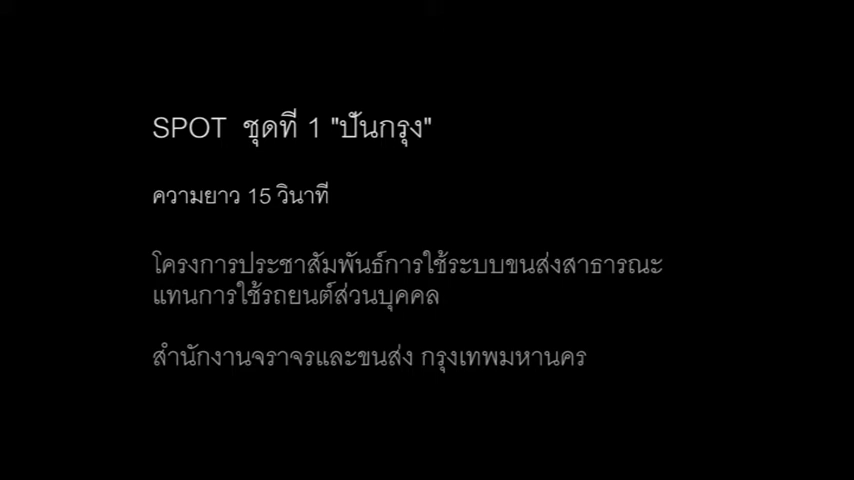 SPOT ชุดที่ 1 "ปันกรุง"
ความยาว 15 วินาที
โครงการประชาสัมพันธ์การใช้ระบบขนส่งสาธารณะ
แทนการใช้รถยนต์ส่วนบุคคล
สำนักงานจราจรและขนส่ง กรุงเทพมหานคร